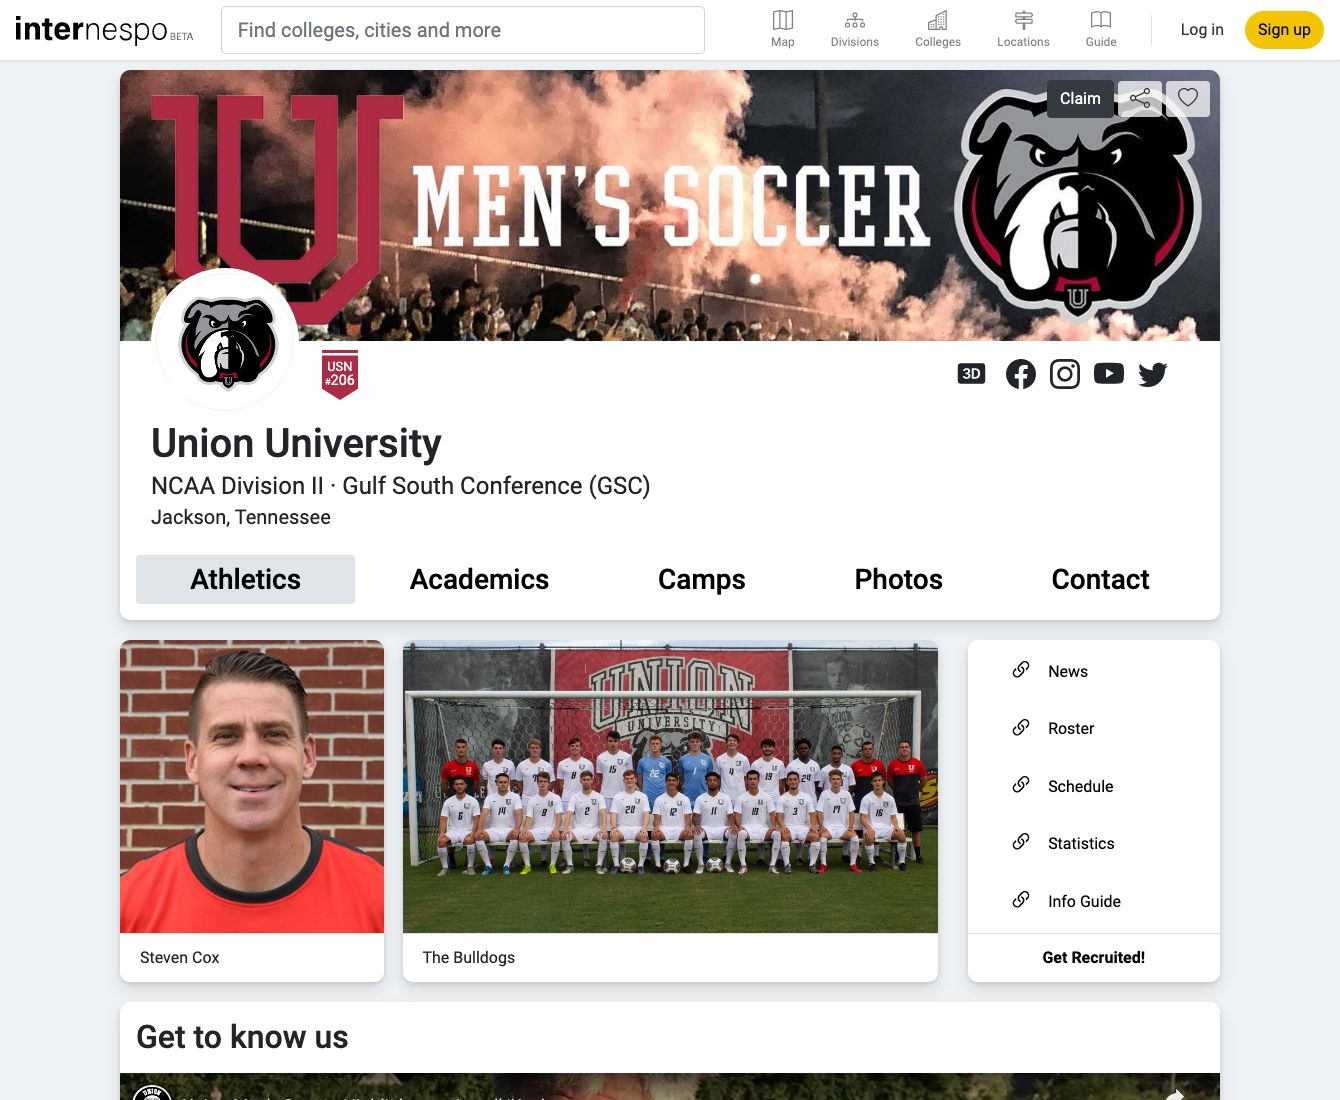 internespo BETA
Find colleges, cities and more
Map
Divisions
Colleges
Locations
Guide
Log in
Sign up
Claim
U MEN'S SOCCER
U
USN
#206
3D
Union University
NCAA Division II · Gulf South Conference (GSC)
Jackson, Tennessee
Athletics
Academics
Camps
Photos
Contact
UNION
UNIVERSITY
Steven Cox
The Bulldogs
News
Roster
Schedule
Statistics
Info Guide
Get Recruited!
Get to know us
UNION